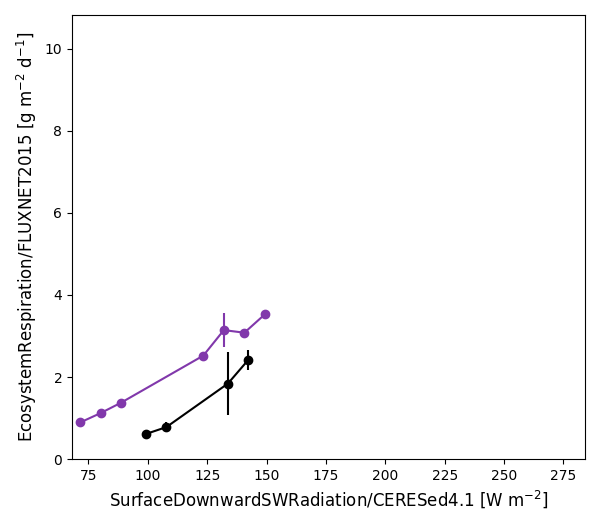 EcosystemRespiration/FLUXNET2015 [g m⁻² d⁻¹]
10
8
6
4
2
0
75 100 125 150 175 200 225 250 275
SurfaceDownwardSWRadiation/CERESed4.1 [W m⁻²]